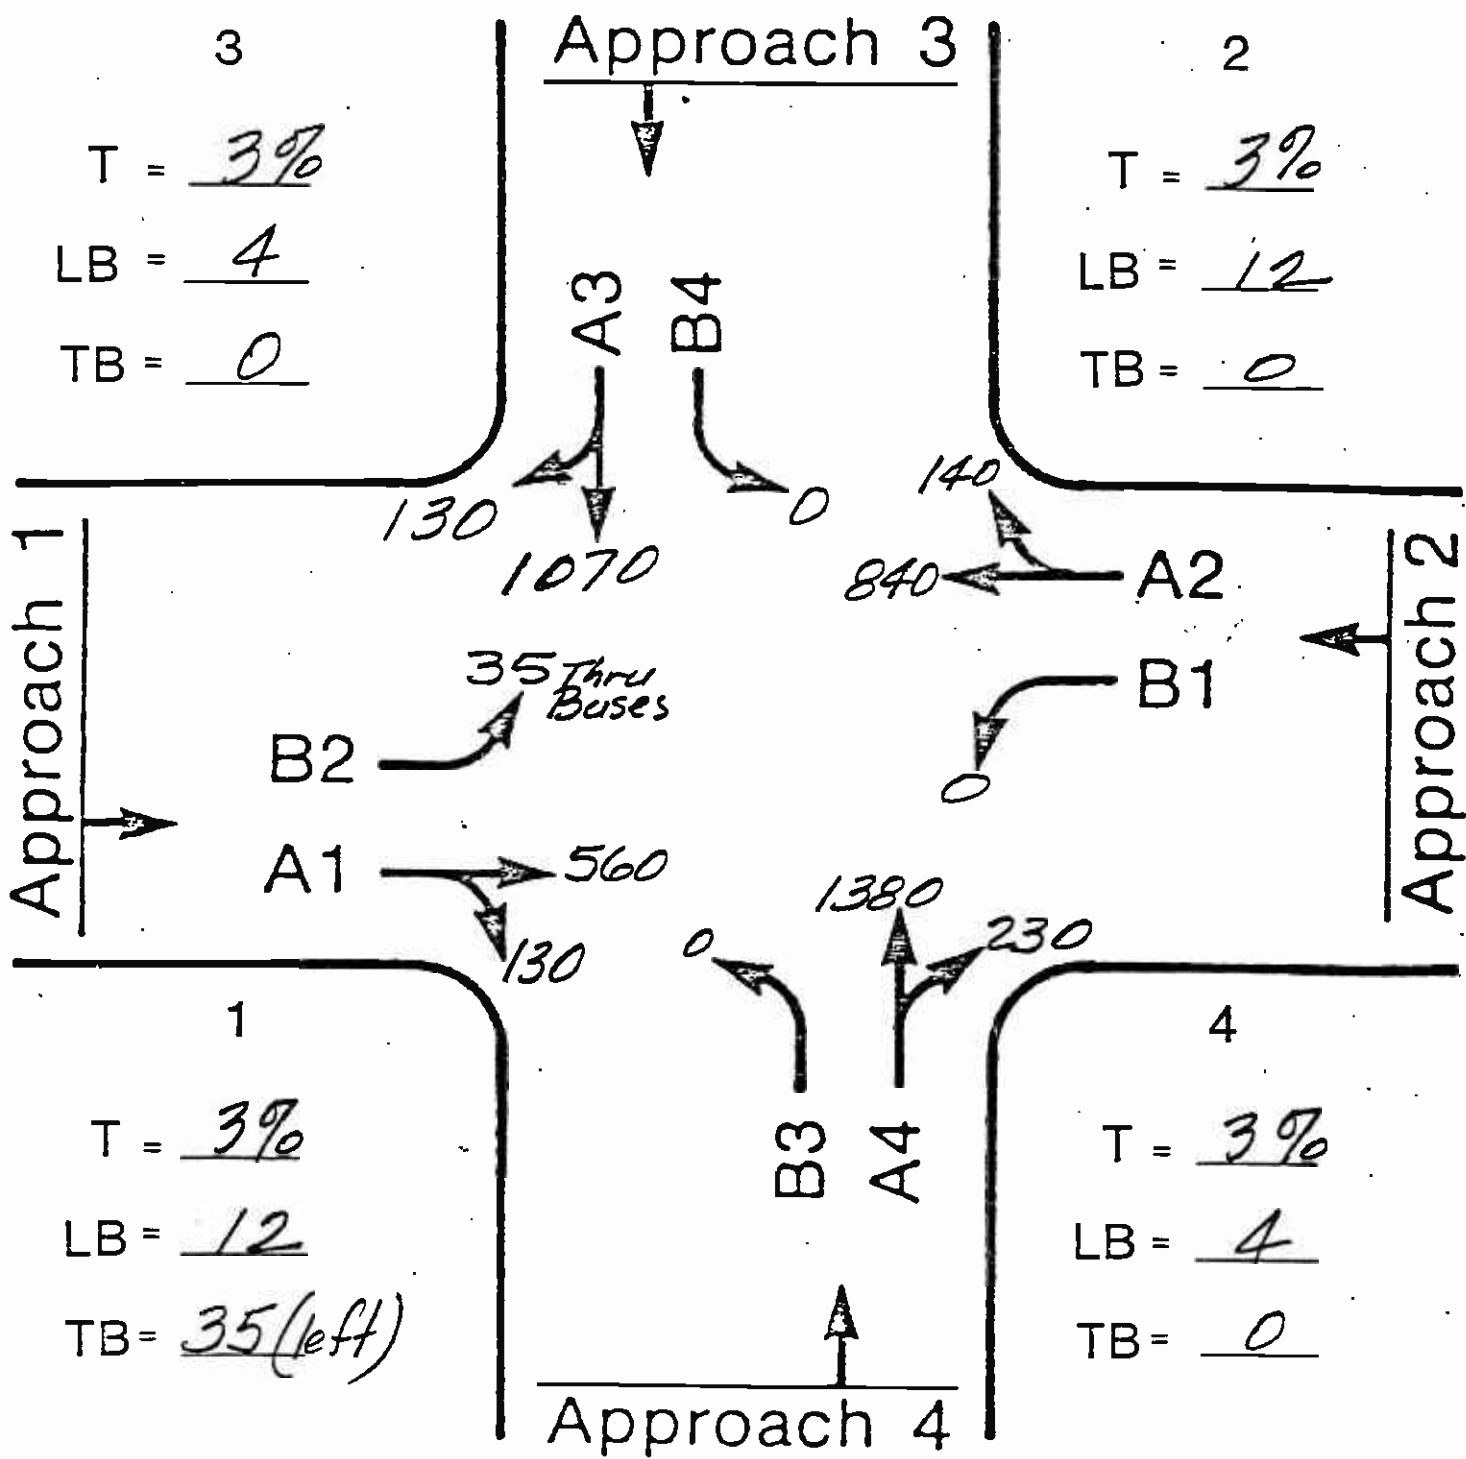 3
Approach 3
2
T = 3%
LB = 4
TB = 0
T = 3%
LB = 12
TB = 0
A3
B4
130
1070
0
140
840
A2
Approach 1
Approach 2
35 Thru
Buses
B2
B1
0
A1
560
130
1380
0
230
1
4
B3
A4
T = 3%
LB = 12
TB = 35 (left)
T = 3%
LB = 4
TB = 0
Approach 4